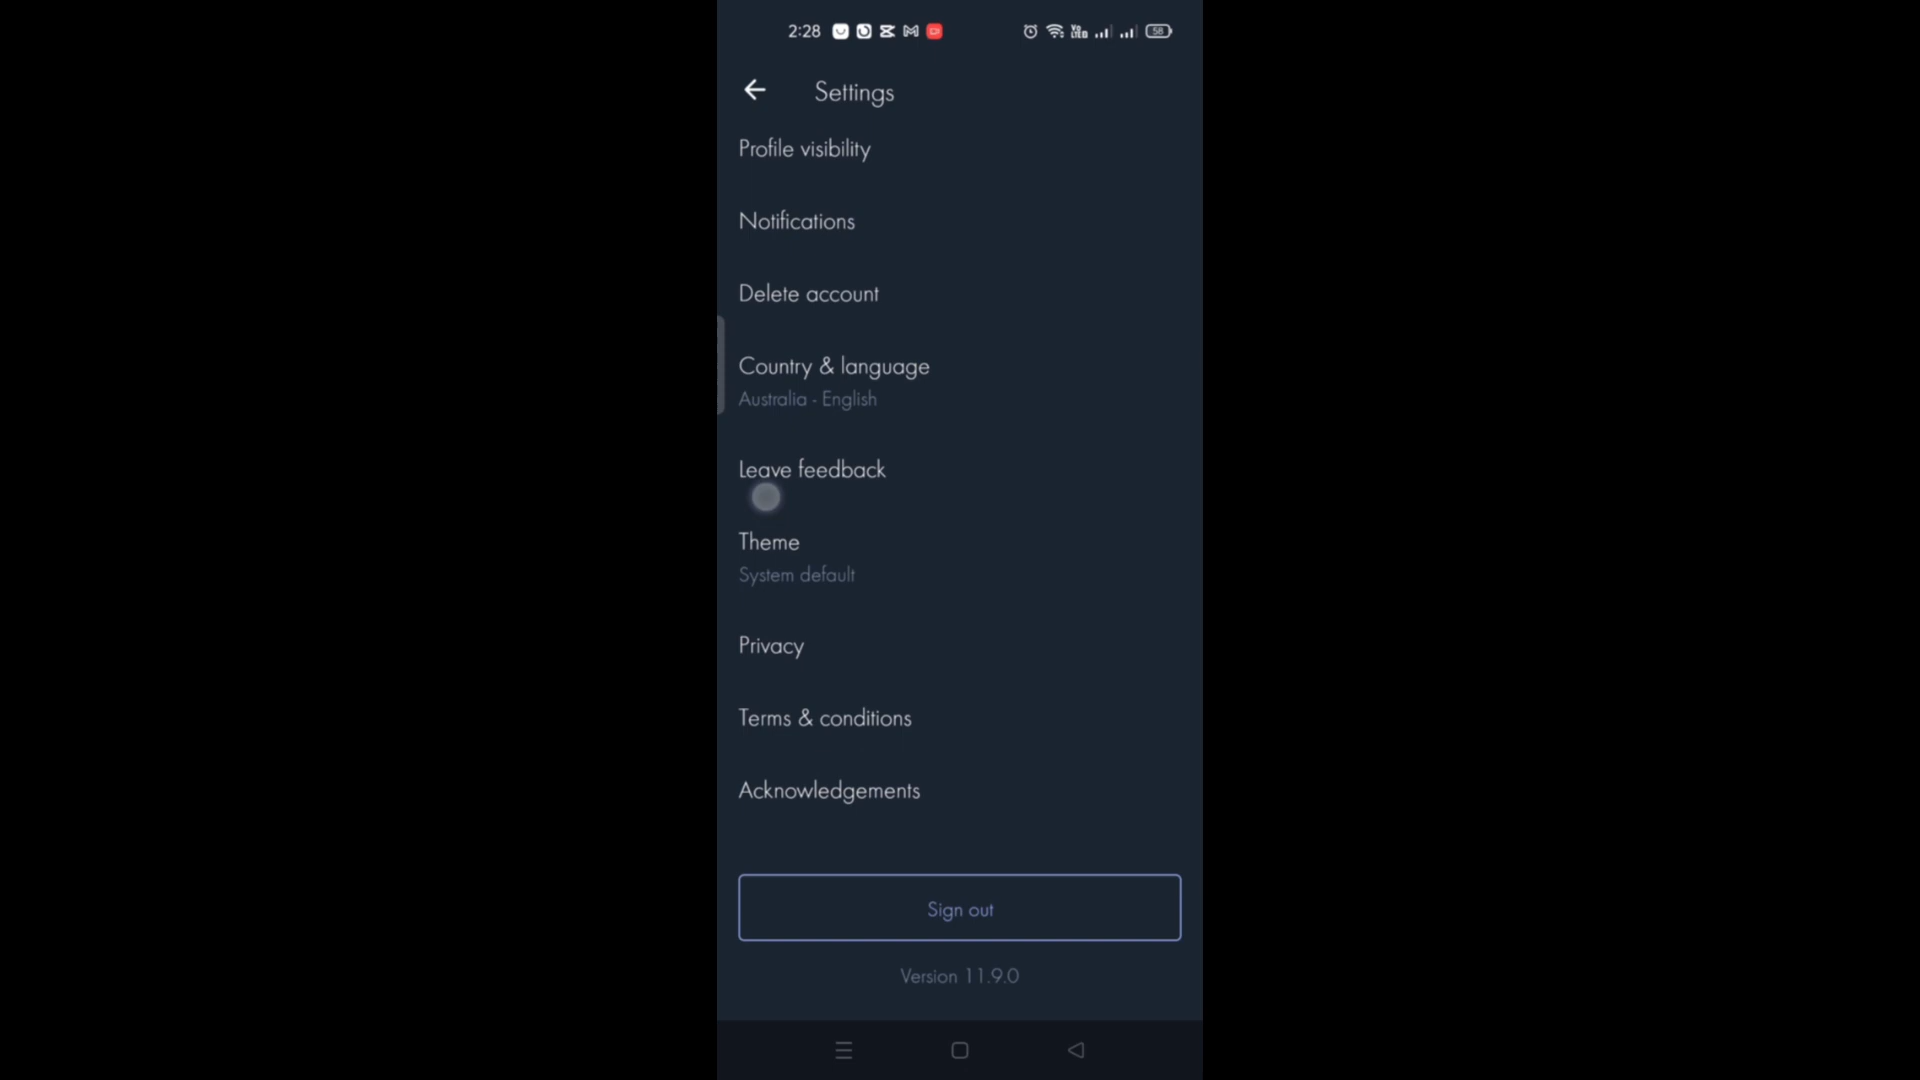 2:28
58
Settings
Profile visibility
Notifications
Delete account
Country & language
Australia - English
Leave feedback
Theme
System default
Privacy
Terms & conditions
Acknowledgements
Sign out
Version 11.9.0